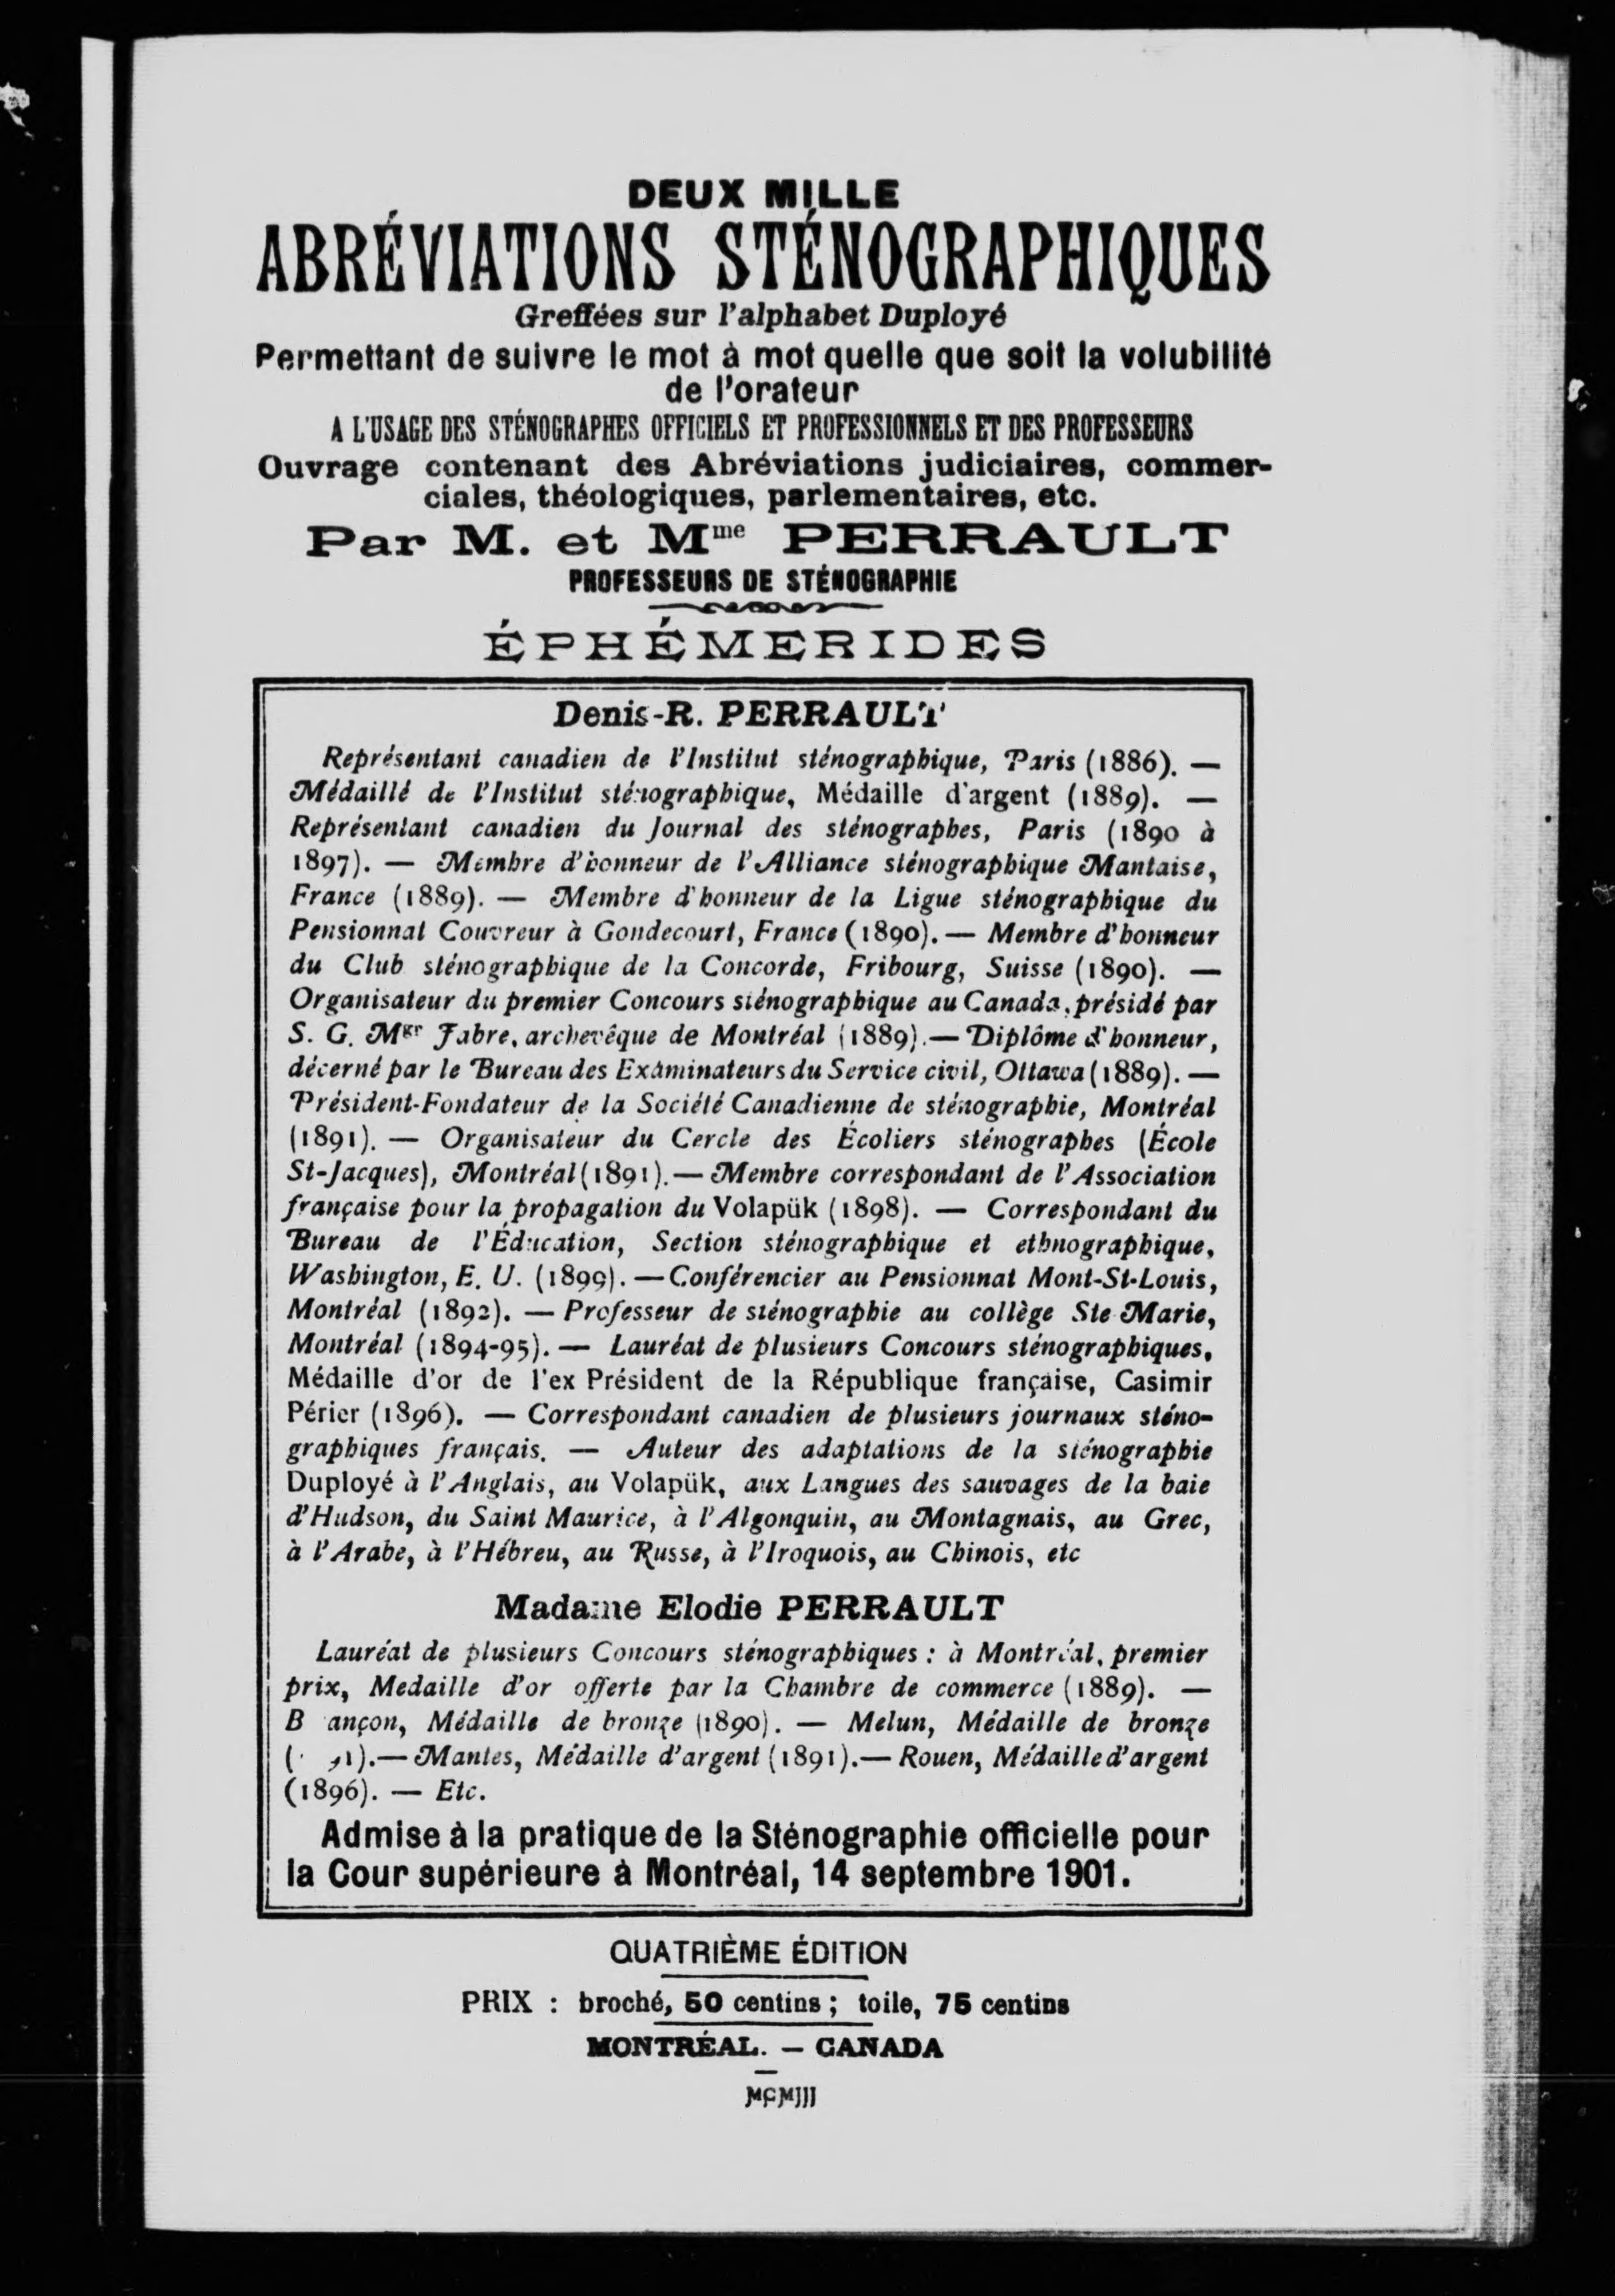 DEUX MILLE
ABRÉVIATIONS STÉNOGRAPHIQUES
Greffées sur l'alphabet Duployé
Permettant de suivre le mot à mot quelle que soit la volubilité
de l'orateur
A L'USAGE DES STÉNOGRAPHES OFFICIELS ET PROFESSIONNELS ET DES PROFESSEURS
Ouvrage contenant des Abréviations judiciaires, commer-
ciales, théologiques, parlementaires, etc.
Par M. et Mme PERRAULT
PROFESSEURS DE STÉNOGRAPHIE
ÉPHÉMERIDES
Denis-R. PERRAULT
Représentant canadien de l'Institut sténographique, Paris (1886). —
Médaillé de l'Institut sténographique, Médaille d'argent (1889). —
Représentant canadien du Journal des sténographes, Paris (1890 à
1897). — Membre d'honneur de l'Alliance sténographique Mantaise,
France (1889). — Membre d'honneur de la Ligue sténographique du
Pensionnat Couvreur à Gondecourt, France (1890). — Membre d'honneur
du Club sténographique de la Concorde, Fribourg, Suisse (1890). —
Organisateur du premier Concours sténographique au Canada, présidé par
S. G. Mgr Fabre, archevêque de Montréal (1889). — Diplôme d'honneur,
décerné par le Bureau des Examinateurs du Service civil, Ottawa (1889). —
Président-Fondateur de la Société Canadienne de sténographie, Montréal
(1891). — Organisateur du Cercle des Écoliers sténographes (École
St-Jacques), Montréal (1891). — Membre correspondant de l'Association
française pour la propagation du Volapük (1898). — Correspondant du
Bureau de l'Éducation, Section sténographique et ethnographique,
Washington, E. U. (1899). — Conférencier au Pensionnat Mont-St-Louis,
Montréal (1892). — Professeur de sténographie au collège Ste-Marie,
Montréal (1894-95). — Lauréat de plusieurs Concours sténographiques,
Médaille d'or de l'ex Président de la République française, Casimir
Périer (1896). — Correspondant canadien de plusieurs journaux sténo-
graphiques français. — Auteur des adaptations de la sténographie
Duployé à l'Anglais, au Volapük, aux Langues des sauvages de la baie
d'Hudson, du Saint Maurice, à l'Algonquin, au Montagnais, au Grec,
à l'Arabe, à l'Hébreu, au Russe, à l'Iroquois, au Chinois, etc
Madame Elodie PERRAULT
Lauréat de plusieurs Concours sténographiques : à Montréal, premier
prix, Medaille d'or offerte par la Chambre de commerce (1889). —
Médaille de bronze (1890). — Melun, Médaille de bronze
— Mantes, Médaille d'argent (1891). — Rouen, Médaille d'argent
(1896). — Etc.
Admise à la pratique de la Sténographie officielle pour
la Cour supérieure à Montréal, 14 septembre 1901.
QUATRIÈME ÉDITION
PRIX : broché, 50 centins ; toile, 75 centins
MONTRÉAL. — CANADA
MCMIII